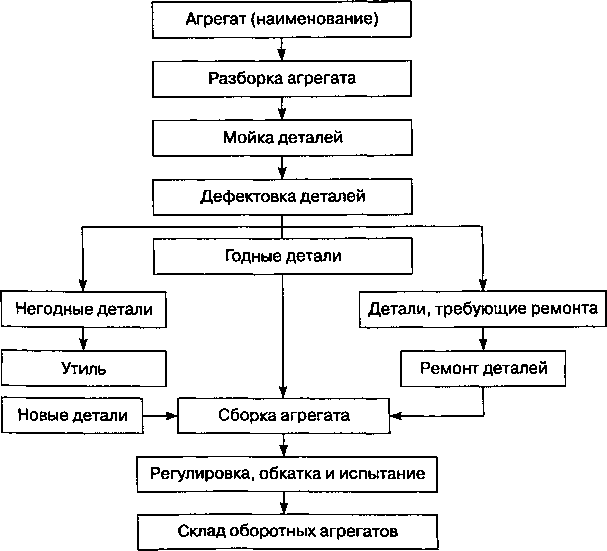 Агрегат (наименование)
Разборка агрегата
Мойка деталей
Дефектовка деталей
Годные детали
Негодные детали
Детали, требующие ремонта
Утиль
Ремонт деталей
Новые детали
Сборка агрегата
Регулировка, обкатка и испытание
Склад оборотных агрегатов